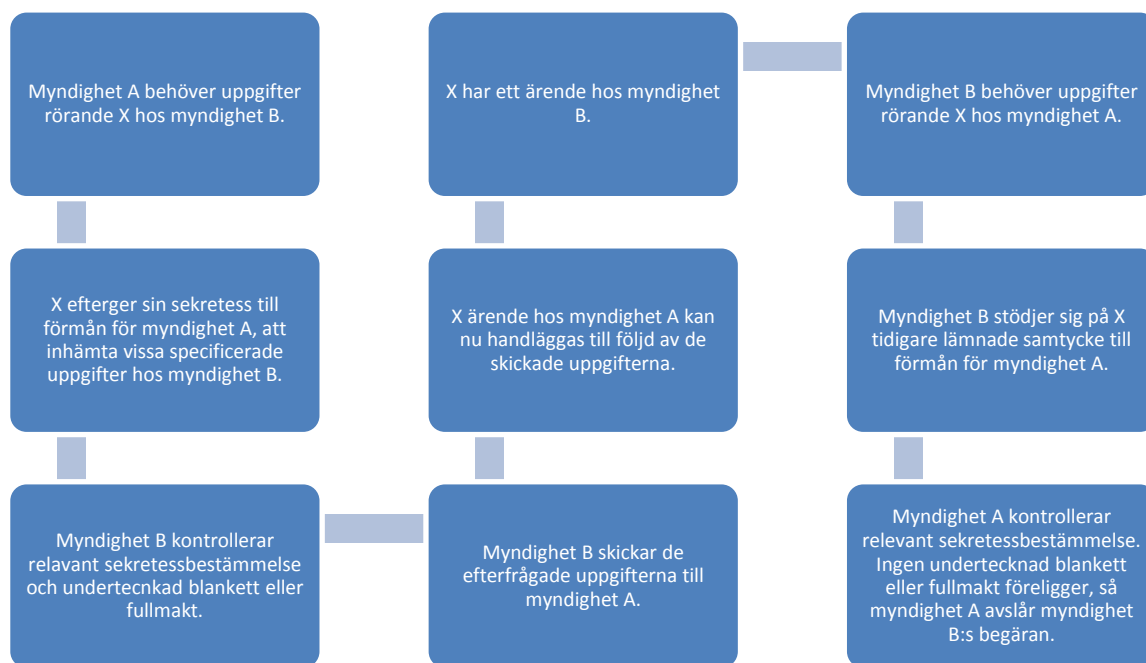 Myndighet A behöver uppgifter
rörande X hos myndighet B.
X efterger sin sekretess till
förmån för myndighet A, att
inhämta vissa specificerade
uppgifter hos myndighet B.
Myndighet B kontrollerar
relevant sekretessbestämmelse
och undertecnkad blankett eller
fullmakt.
Myndighet B skickar de
efterfrågade uppgifterna till
myndighet A.
X ärende hos myndighet A kan
nu handläggas till följd av de
skickade uppgifterna.
X har ett ärende hos myndighet
B.
Myndighet B behöver uppgifter
rörande X hos myndighet A.
Myndighet B stödjer sig på X
tidigare lämnade samtycke till
förmån för myndighet A.
Myndighet A kontrollerar
relevant sekretessbestämmelse.
Ingen undertecknad blankett
eller fullmakt föreligger, så
myndighet A avslår myndighet
B:s begäran.